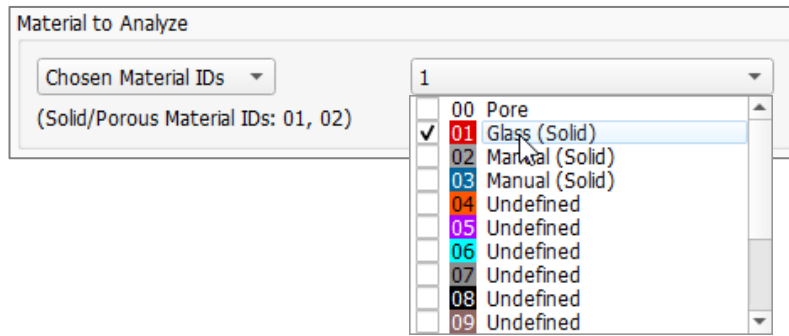 Material to Analyze
Chosen Material IDs
1
(Solid/Porous Material IDs: 01, 02)
00 Pore
01 Glass (Solid)
02 Manual (Solid)
03 Manual (Solid)
04 Undefined
05 Undefined
06 Undefined
07 Undefined
08 Undefined
09 Undefined